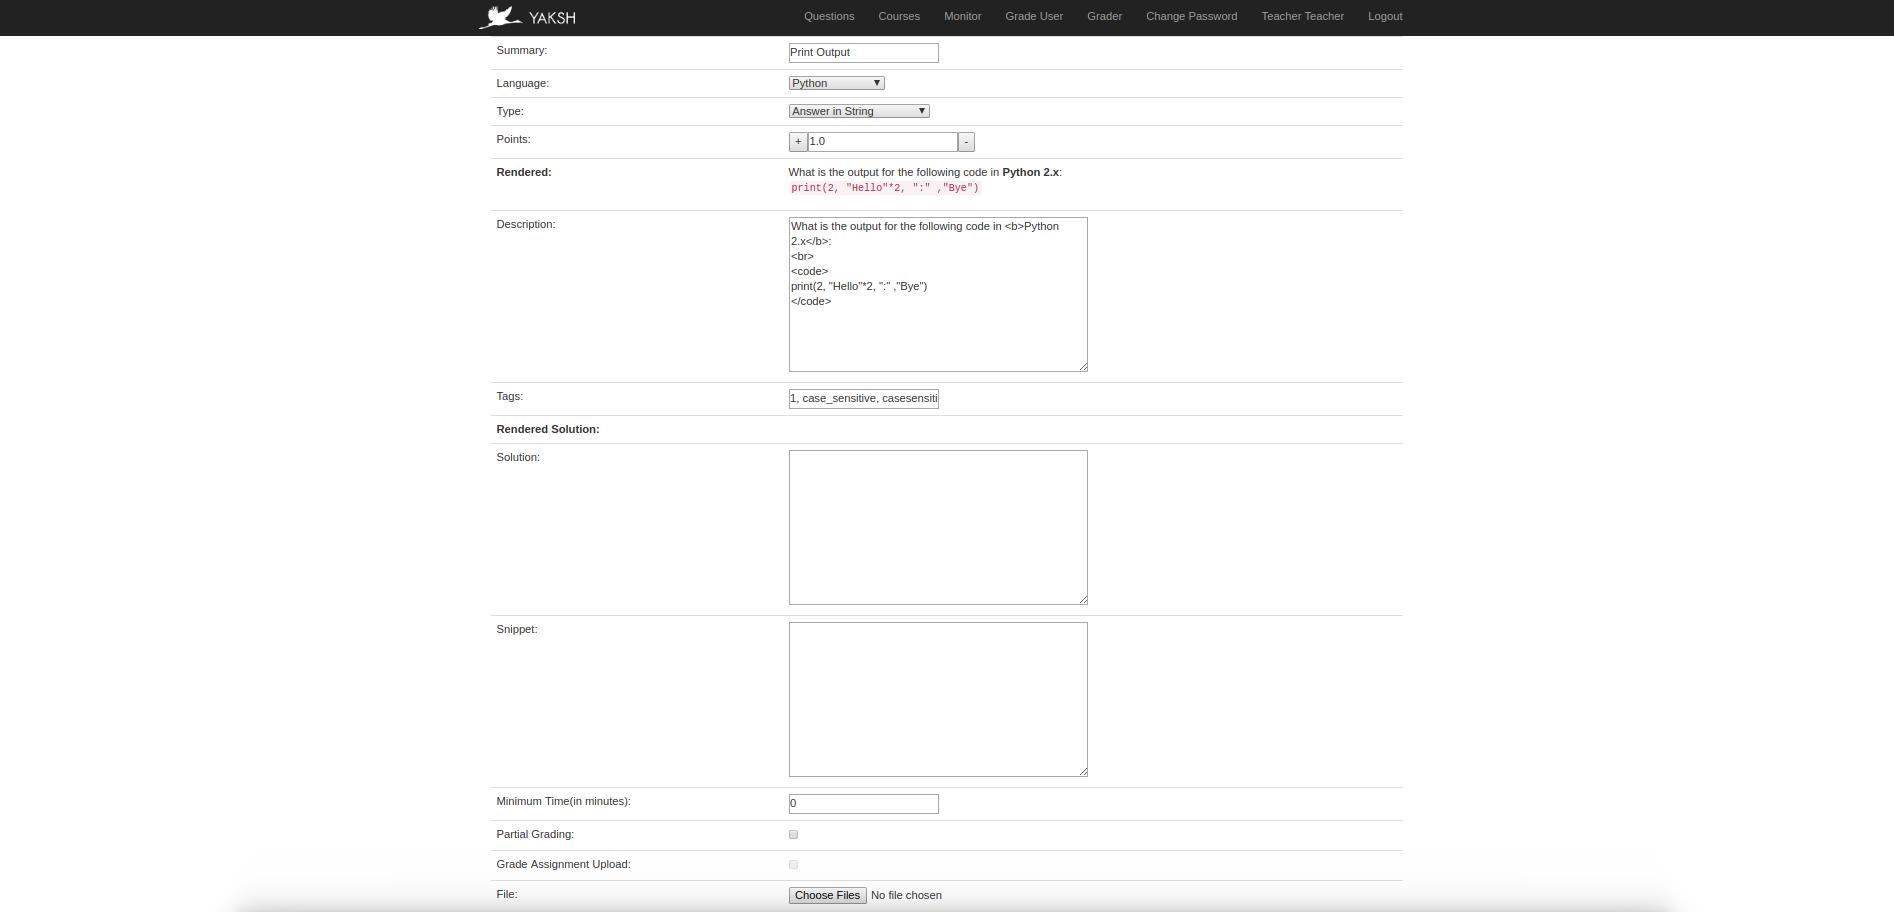 YAKSH Questions Courses Monitor Grade User Grader Change Password Teacher Teacher Logout
Summary: Print Output
Language: Python
Type: Answer in String
Points: + 1.0 -
Rendered: What is the output for the following code in Python 2.x:
print(2, "Hello"*2, ":" ,"Bye")
Description: What is the output for the following code in <b>Python
2.x</b>:
<br>
<code>
print(2, "Hello"*2, ":" ,"Bye")
</code>
Tags: 1, case_sensitive, casesensiti
Rendered Solution:
Solution:
Snippet:
Minimum Time(in minutes): 0
Partial Grading:
Grade Assignment Upload:
File: Choose Files No file chosen